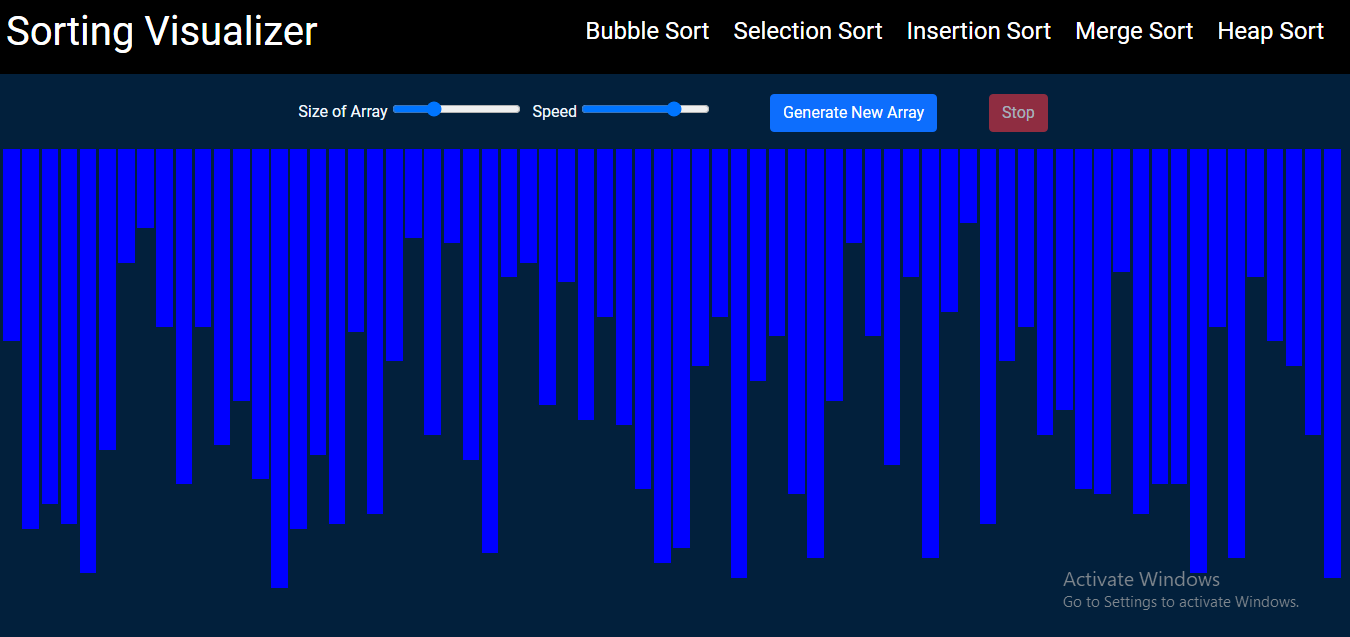 Sorting Visualizer
Bubble Sort Selection Sort Insertion Sort Merge Sort Heap Sort
Size of Array Speed Generate New Array Stop
Activate Windows
Go to Settings to activate Windows.